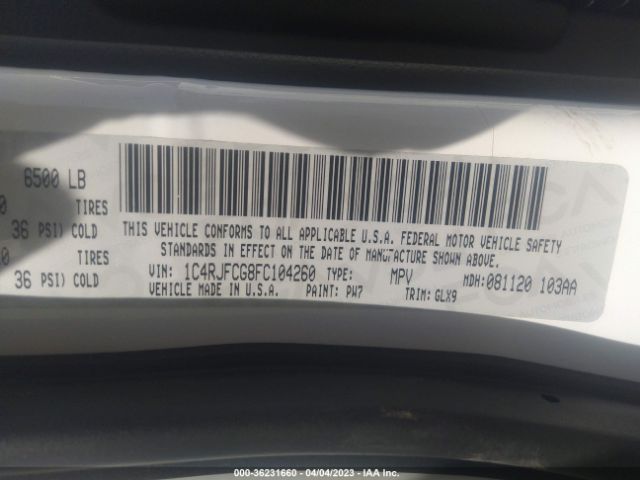 6500 LB
TIRES
36 PSI) COLD
TIRES
36 PSI) COLD
THIS VEHICLE CONFORMS TO ALL APPLICABLE U.S.A. FEDERAL MOTOR VEHICLE SAFETY
STANDARDS IN EFFECT ON THE DATE OF MANUFACTURE SHOWN ABOVE.
VIN: 1C4RJFCG8FC104260 TYPE: MPV MDH: 081120 103AA
VEHICLE MADE IN U.S.A. PAINT: PW7 TRIM: GLX9
000-36231660 - 04/04/2023 - IAA Inc.